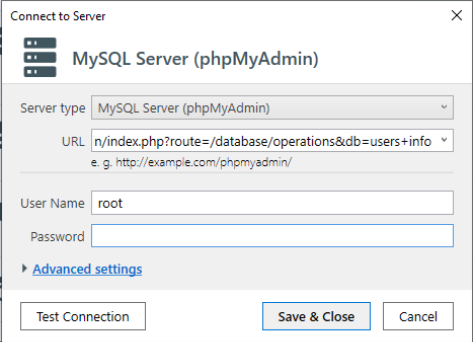 Connect to Server
MySQL Server (phpMyAdmin)
Server type MySQL Server (phpMyAdmin)
URL n/index.php?route=/database/operations&db=users+info
e. g. http://example.com/phpmyadmin/
User Name root
Password
Advanced settings
Test Connection Save & Close Cancel